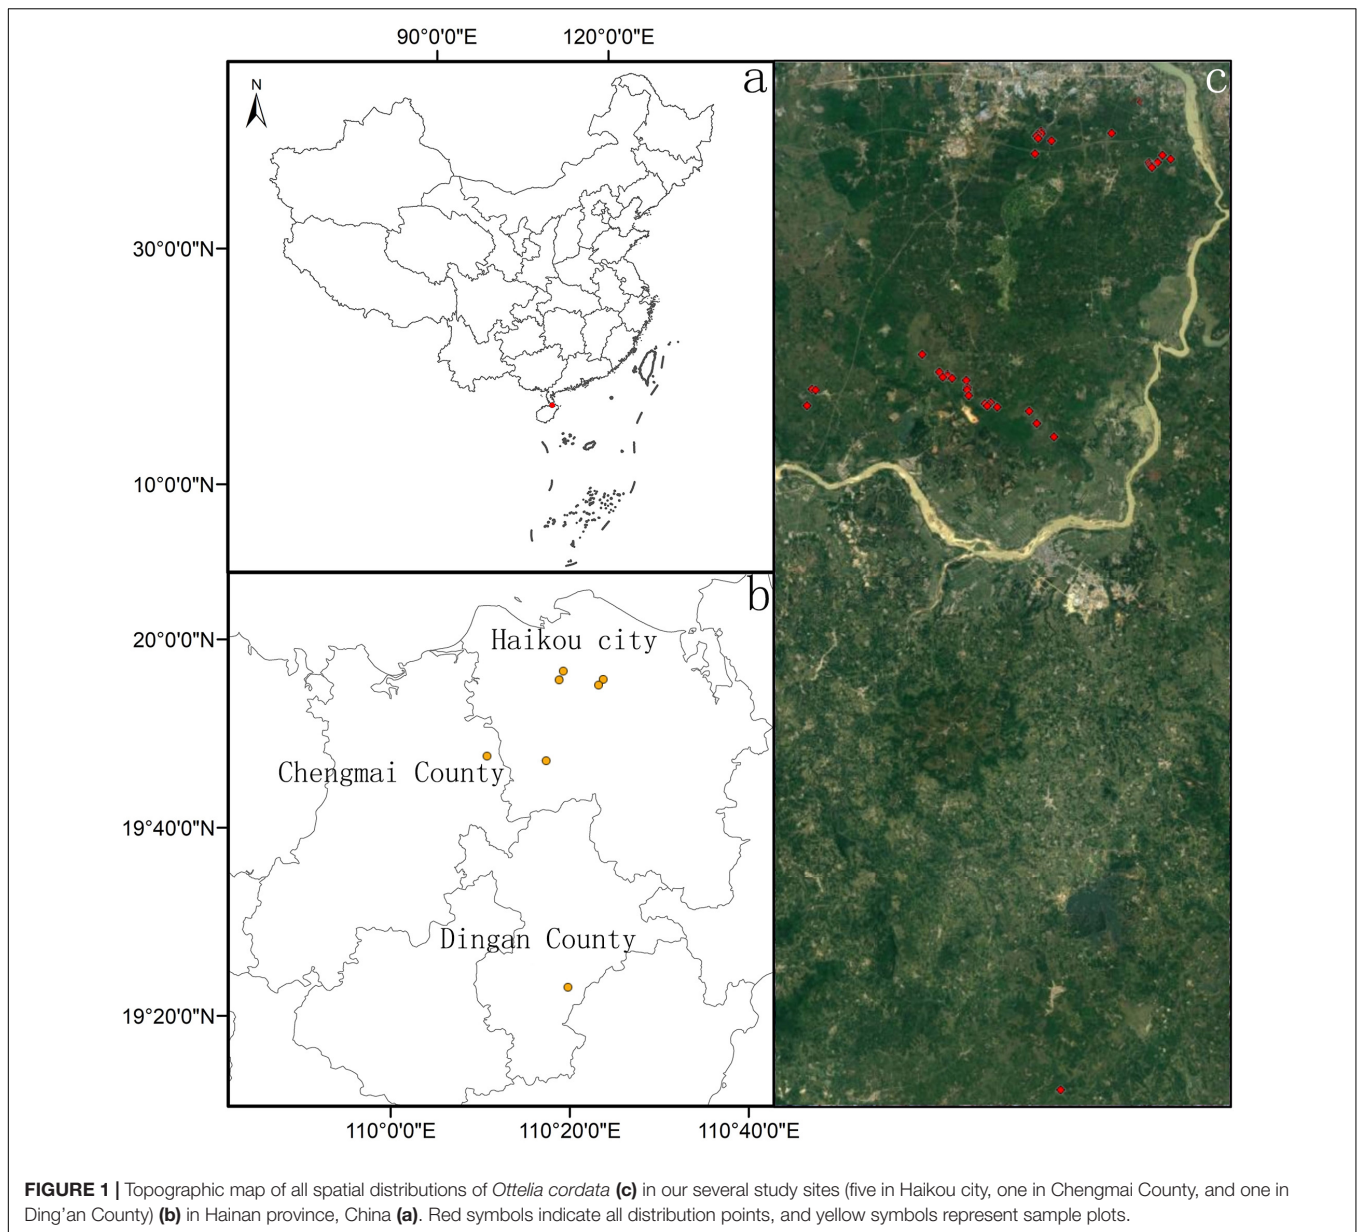 90°0'0"E 120°0'0"E
N
a
c
30°0'0"N
10°0'0"N
b
20°0'0"N
Haikou city
Chengmai County
19°40'0"N
Dingan County
19°20'0"N
110°0'0"E 110°20'0"E 110°40'0"E
FIGURE 1 | Topographic map of all spatial distributions of Ottelia cordata (c) in our several study sites (five in Haikou city, one in Chengmai County, and one in
Ding'an County) (b) in Hainan province, China (a). Red symbols indicate all distribution points, and yellow symbols represent sample plots.